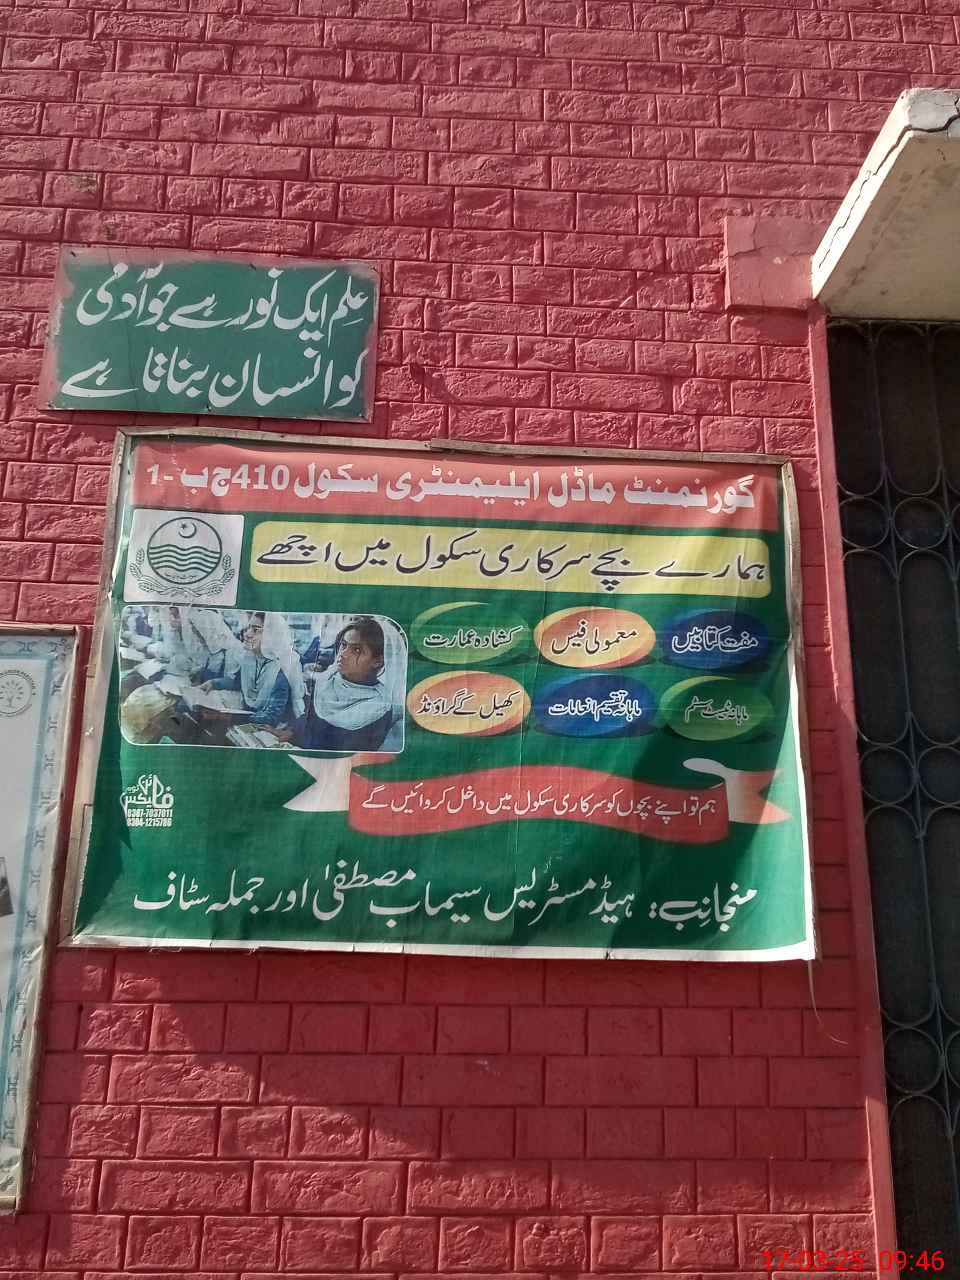 علم ایک نور ہے جو آدمی
کو انسان بناتا ہے
گورنمنٹ ماڈل ایلیمنٹری سکول 410 ج ب -1
ہمارے بچے سرکاری سکول میں اچھے
مفت کتابیں
معمولی فیس
کشادہ عمارت
ماہانہ ٹیسٹ سسٹم
ماہانہ تقسیم انعامات
کھیل کے گراؤنڈ
ہم تو اپنے بچوں کو سرکاری سکول میں داخل کروائیں گے
منجانب: ہیڈ مسٹریس سیماب مصطفیٰ اور جملہ سٹاف
17-03-25 09:46